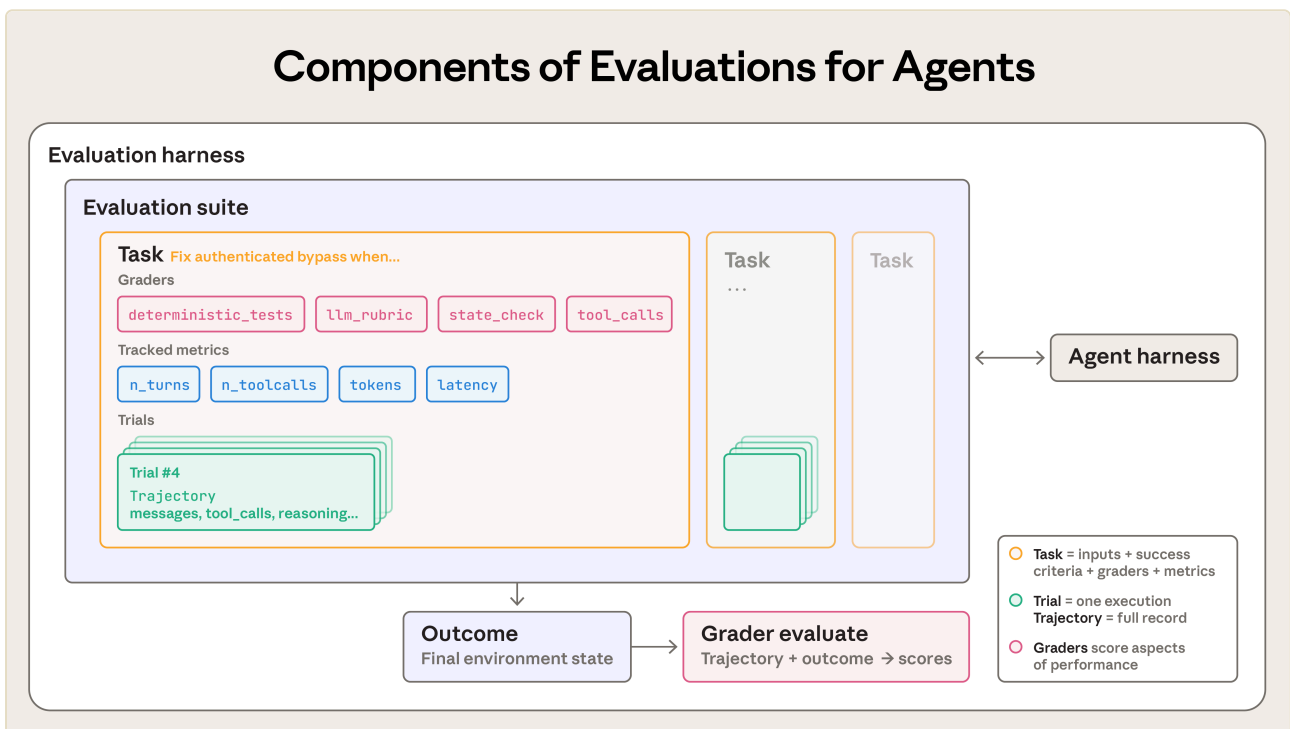 Components of Evaluations for Agents
Evaluation harness
Evaluation suite
Task Fix authenticated bypass when...
Graders
deterministic_tests llm_rubric state_check tool_calls
Tracked metrics
n_turns n_toolcalls tokens latency
Trials
Trial #4
Trajectory
messages, tool_calls, reasoning...
Task
...
Task
Agent harness
Outcome
Final environment state
Grader evaluate
Trajectory + outcome → scores
Task = inputs + success
criteria + graders + metrics
Trial = one execution
Trajectory = full record
Graders score aspects
of performance